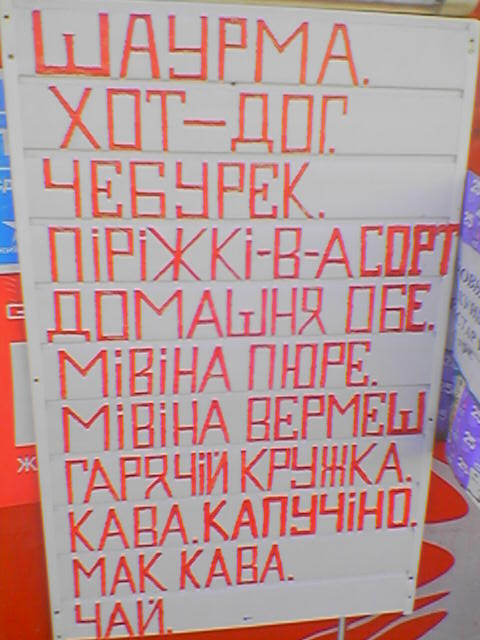 ШАУРМА.
ХОТ-ДОГ.
ЧЕБУРЕК.
ПІРІЖКІ-В-АСОРТ
ДОМАШНЯ ОБЕ.
МІВІНА ПЮРЕ.
МІВІНА ВЕРМЕШ
ГАРЯЧІЙ КРУЖКА.
КАВА.КАПУЧІНО.
МАК КАВА.
ЧАЙ.